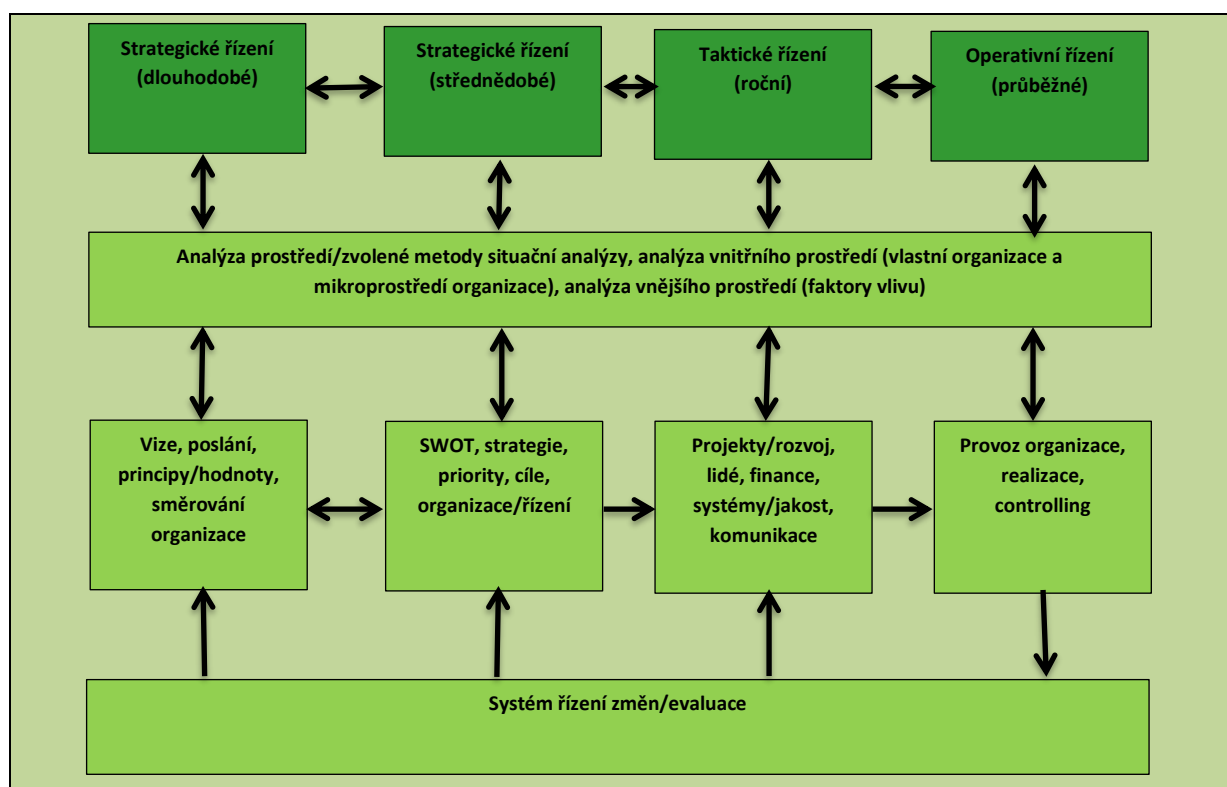 Strategické řízení
(dlouhodobé)
Strategické řízení
(střednědobé)
Taktické řízení
(roční)
Operativní řízení
(průběžné)
Analýza prostředí/zvolené metody situační analýzy, analýza vnitřního prostředí (vlastní organizace a
mikroprostředí organizace), analýza vnějšího prostředí (faktory vlivu)
Vize, poslání,
principy/hodnoty,
směrování
organizace
SWOT, strategie,
priority, cíle,
organizace/řízení
Projekty/rozvoj,
lidé, finance,
systémy/jakost,
komunikace
Provoz organizace,
realizace,
controlling
Systém řízení změn/evaluace